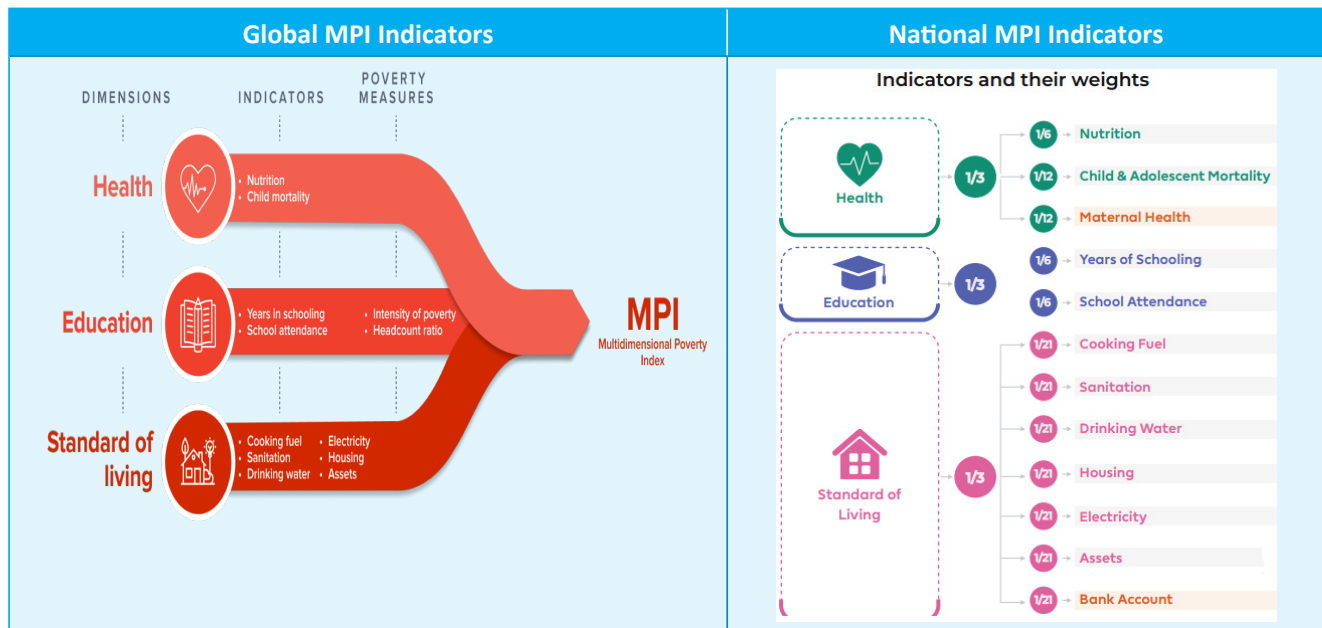 Global MPI Indicators
National MPI Indicators
DIMENSIONS
INDICATORS
POVERTY
MEASURES
Health
• Nutrition
• Child mortality
Education
• Years in schooling
• School attendance
• Intensity of poverty
• Headcount ratio
Standard of
living
• Cooking fuel
• Sanitation
• Drinking water
• Electricity
• Housing
• Assets
MPI
Multidimensional Poverty
Index
Indicators and their weights
Health
1/3
1/6 Nutrition
1/12 Child & Adolescent Mortality
1/12 Maternal Health
Education
1/3
1/6 Years of Schooling
1/6 School Attendance
Standard of
Living
1/3
1/21 Cooking Fuel
1/21 Sanitation
1/21 Drinking Water
1/21 Housing
1/21 Electricity
1/21 Assets
1/21 Bank Account